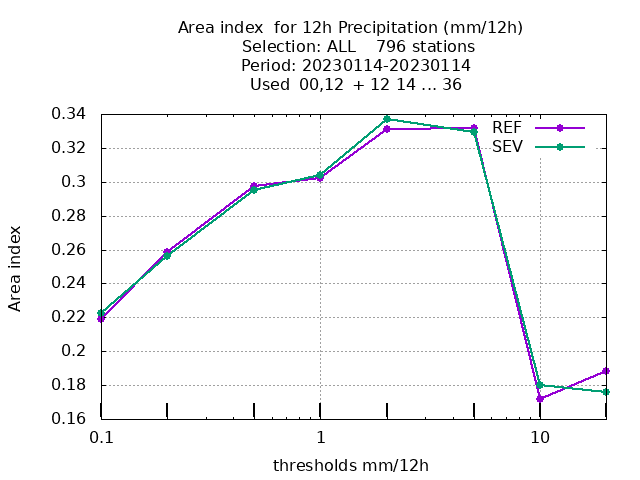 Area index  for 12h Precipitation (mm/12h)
Selection: ALL    796 stations
Period: 20230114-20230114
Used  00,12  + 12 14 ... 36
0.34
0.32
0.3
0.28
0.26
0.24
0.22
0.2
0.18
0.16
REF
SEV
Area index
0.1
1
10
thresholds mm/12h